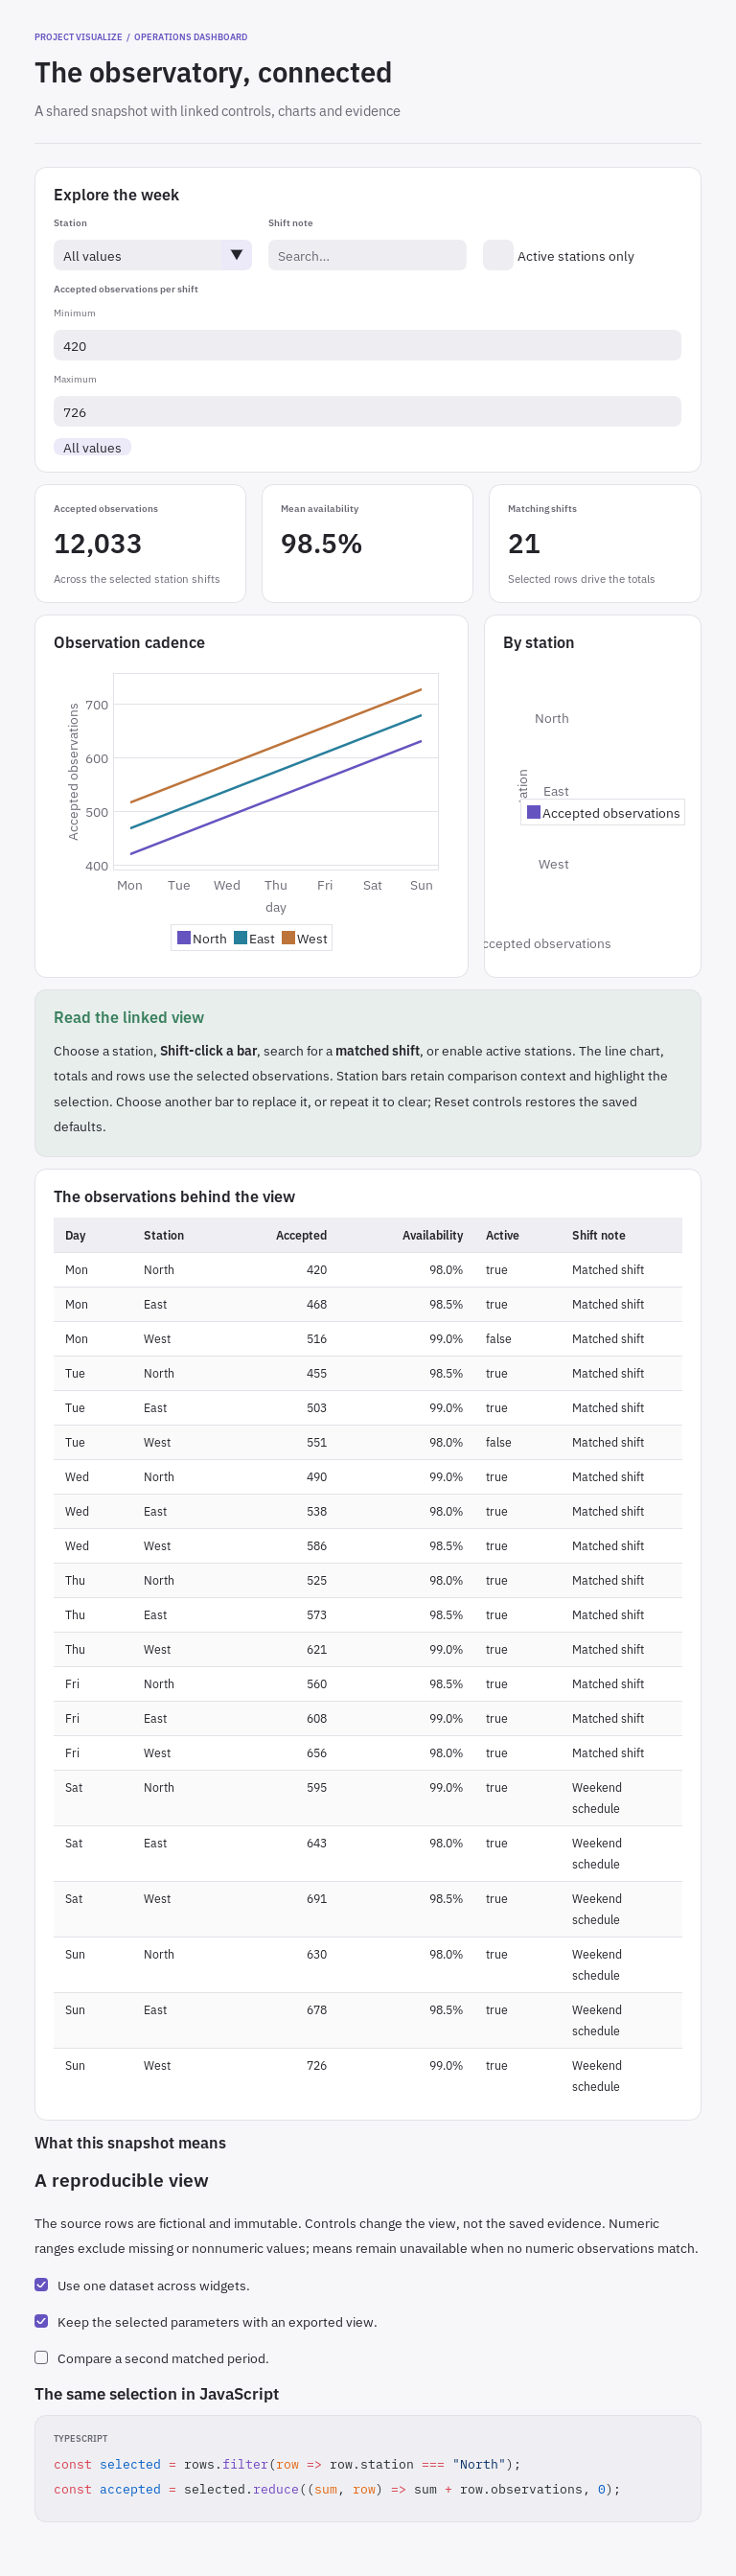 PROJECT VISUALIZE / OPERATIONS DASHBOARD
The observatory, connected
A shared snapshot with linked controls, charts and evidence
Explore the week
Station
Shift note
All values ▼
Search...
Active stations only
Accepted observations per shift
Minimum
420
Maximum
726
All values
Accepted observations
Mean availability
Matching shifts
12,033
98.5%
21
Across the selected station shifts
Selected rows drive the totals
Observation cadence
Accepted observations
700
600
500
400
Mon Tue Wed Thu Fri Sat Sun
day
North East West
By station
North
East
ation
Accepted observations
West
ccepted observations
Read the linked view
Choose a station, Shift-click a bar, search for a matched shift, or enable active stations. The line chart,
totals and rows use the selected observations. Station bars retain comparison context and highlight the
selection. Choose another bar to replace it, or repeat it to clear; Reset controls restores the saved
defaults.
The observations behind the view
Day Station Accepted Availability Active Shift note
Mon North 420 98.0% true Matched shift
Mon East 468 98.5% true Matched shift
Mon West 516 99.0% false Matched shift
Tue North 455 98.5% true Matched shift
Tue East 503 99.0% true Matched shift
Tue West 551 98.0% false Matched shift
Wed North 490 99.0% true Matched shift
Wed East 538 98.0% true Matched shift
Wed West 586 98.5% true Matched shift
Thu North 525 98.0% true Matched shift
Thu East 573 98.5% true Matched shift
Thu West 621 99.0% true Matched shift
Fri North 560 98.5% true Matched shift
Fri East 608 99.0% true Matched shift
Fri West 656 98.0% true Matched shift
Sat North 595 99.0% true Weekend
schedule
Sat East 643 98.0% true Weekend
schedule
Sat West 691 98.5% true Weekend
schedule
Sun North 630 98.0% true Weekend
schedule
Sun East 678 98.5% true Weekend
schedule
Sun West 726 99.0% true Weekend
schedule
What this snapshot means
A reproducible view
The source rows are fictional and immutable. Controls change the view, not the saved evidence. Numeric
ranges exclude missing or nonnumeric values; means remain unavailable when no numeric observations match.
Use one dataset across widgets.
Keep the selected parameters with an exported view.
Compare a second matched period.
The same selection in JavaScript
TYPESCRIPT
const selected = rows.filter(row => row.station === "North");
const accepted = selected.reduce((sum, row) => sum + row.observations, 0);